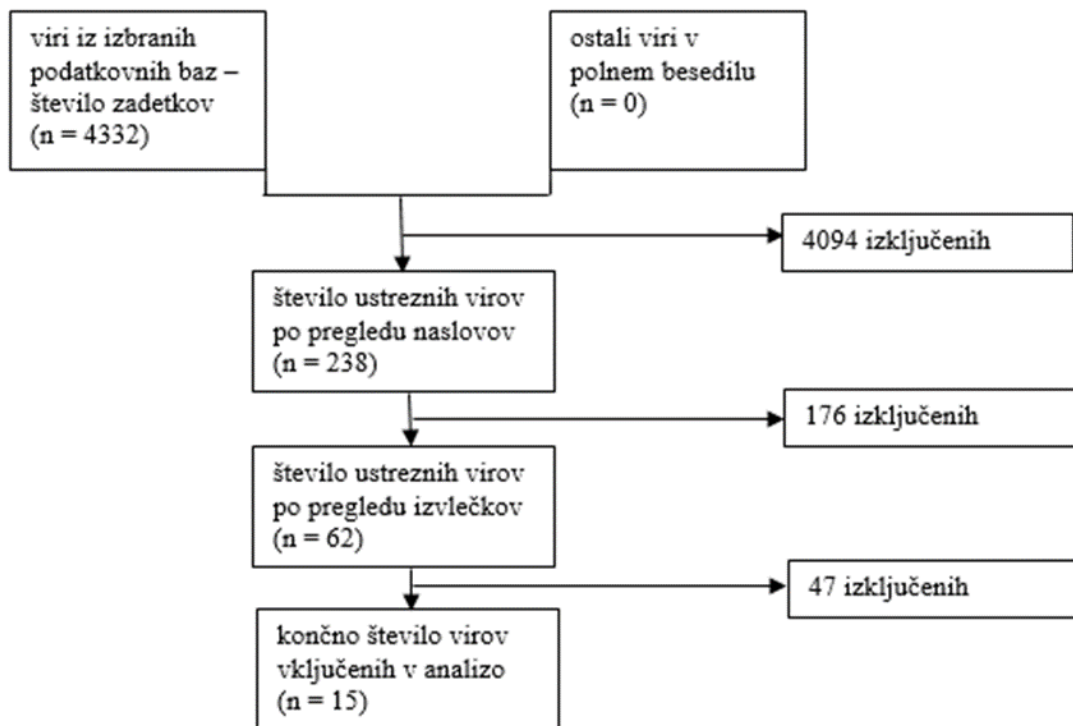 viri iz izbranih
podatkovnih baz –
število zadetkov
(n = 4332)
ostali viri v
polnem besedilu
(n = 0)
4094 izključenih
število ustreznih virov
po pregledu naslovov
(n = 238)
176 izključenih
število ustreznih virov
po pregledu izvlečkov
(n = 62)
47 izključenih
končno število virov
vključenih v analizo
(n = 15)